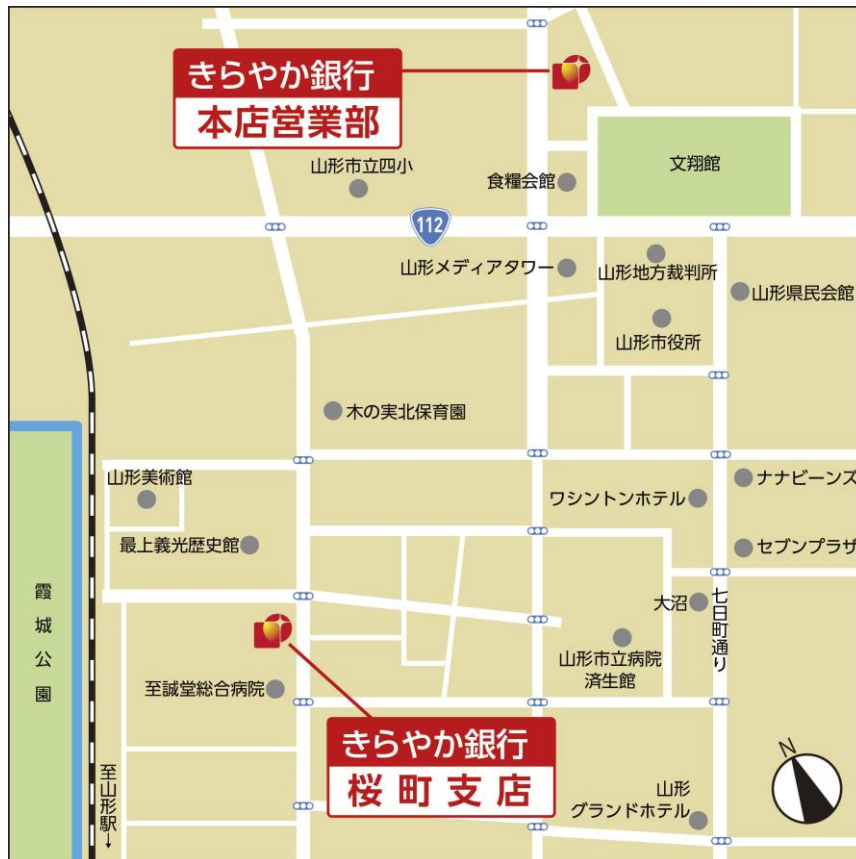 きらやか銀行
本店営業部
山形市立四小
食糧会館
文翔館
112
山形メディアタワー
山形地方裁判所
山形県民会館
山形市役所
木の実北保育園
山形美術館
ナナビーンズ
ワシントンホテル
最上義光歴史館
セブンプラザ
霞城公園
大沼
七日町通り
山形市立病院
済生館
至誠堂総合病院
きらやか銀行
桜町支店
至山形駅→
山形
グランドホテル
N